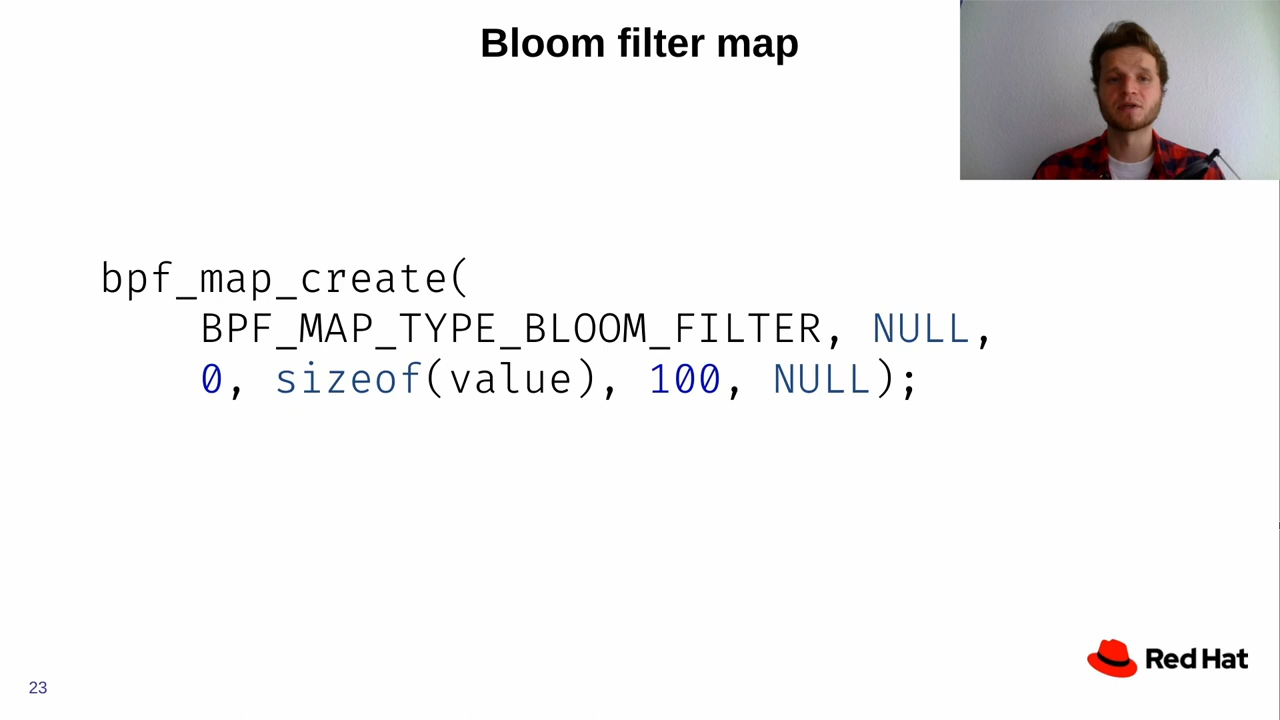 Bloom filter map
bpf_map_create(
BPF_MAP_TYPE_BLOOM_FILTER, NULL,
0, sizeof(value), 100, NULL);
Red Hat
23